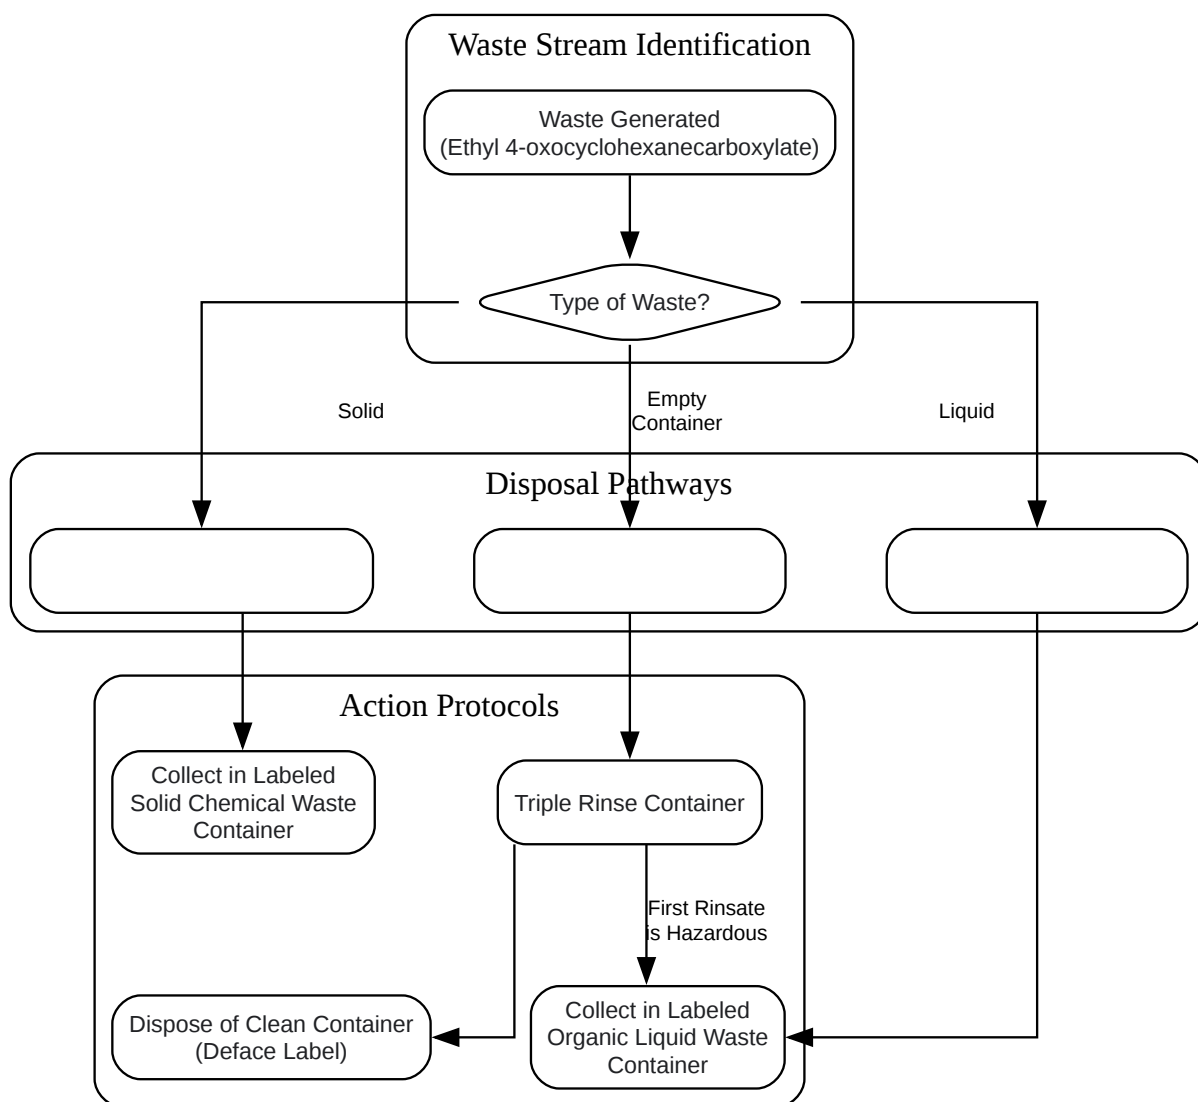 Waste Stream Identification
Waste Generated
(Ethyl 4-oxocyclohexanecarboxylate)
Type of Waste?
Solid
Empty
Container
Liquid
Disposal Pathways
Action Protocols
Collect in Labeled
Solid Chemical Waste
Container
Triple Rinse Container
First Rinsate
is Hazardous
Dispose of Clean Container
(Deface Label)
Collect in Labeled
Organic Liquid Waste
Container